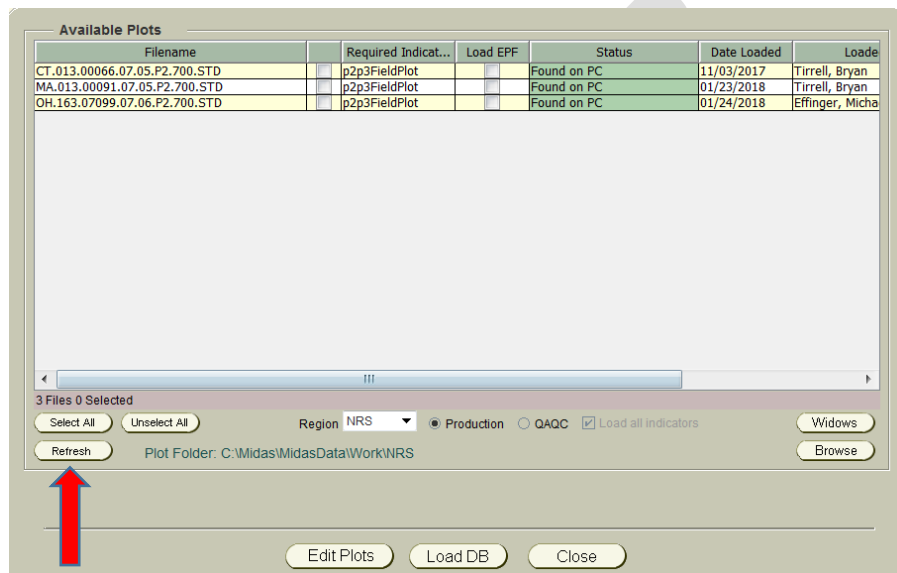 Available Plots
Filename Required Indicat... Load EPF Status Date Loaded Loade
CT.013.00066.07.05.P2.700.STD p2p3FieldPlot Found on PC 11/03/2017 Tirrell, Bryan
MA.013.00091.07.05.P2.700.STD p2p3FieldPlot Found on PC 01/23/2018 Tirrell, Bryan
OH.163.07099.07.06.P2.700.STD p2p3FieldPlot Found on PC 01/24/2018 Effinger, Micha
3 Files 0 Selected
Select All Unselect All Region NRS Production QAQC Load all indicators Widows
Refresh Plot Folder: C:\Midas\MidasData\Work\NRS Browse
Edit Plots Load DB Close